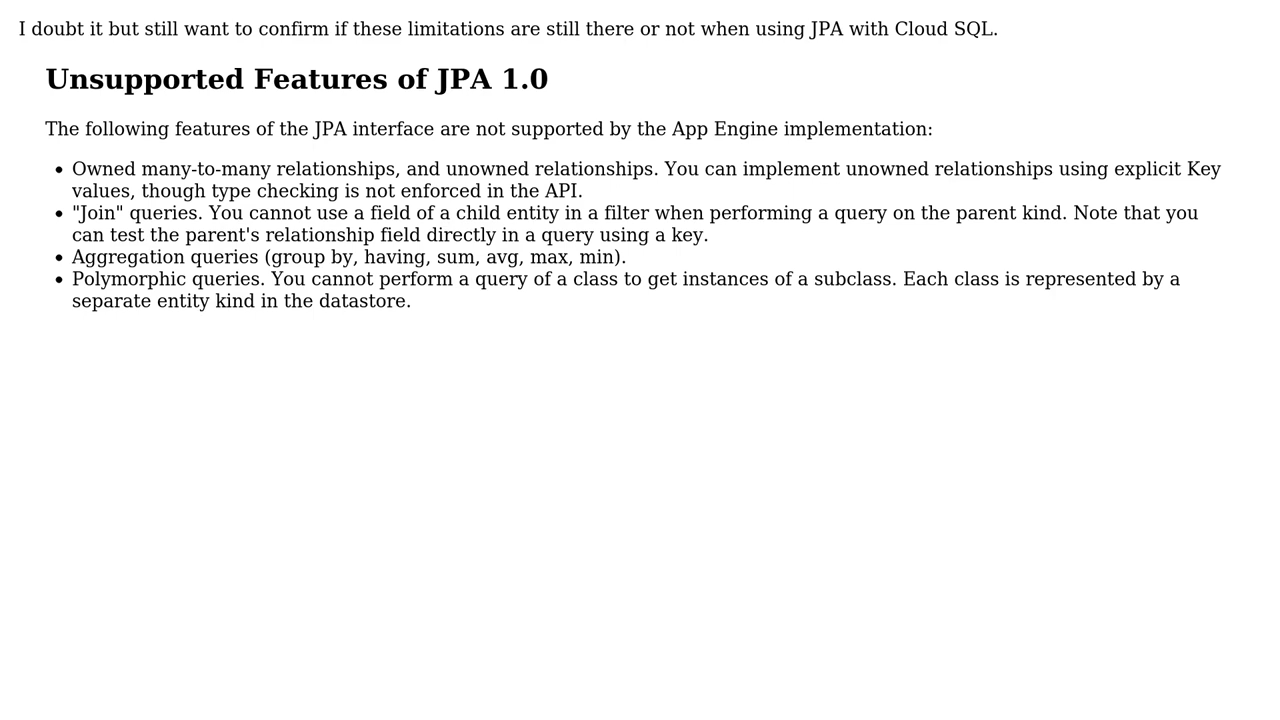 I doubt it but still want to confirm if these limitations are still there or not when using JPA with Cloud SQL.
Unsupported Features of JPA 1.0
The following features of the JPA interface are not supported by the App Engine implementation:
• Owned many-to-many relationships, and unowned relationships. You can implement unowned relationships using explicit Key
values, though type checking is not enforced in the API.
• "Join" queries. You cannot use a field of a child entity in a filter when performing a query on the parent kind. Note that you
can test the parent's relationship field directly in a query using a key.
• Aggregation queries (group by, having, sum, avg, max, min).
• Polymorphic queries. You cannot perform a query of a class to get instances of a subclass. Each class is represented by a
separate entity kind in the datastore.